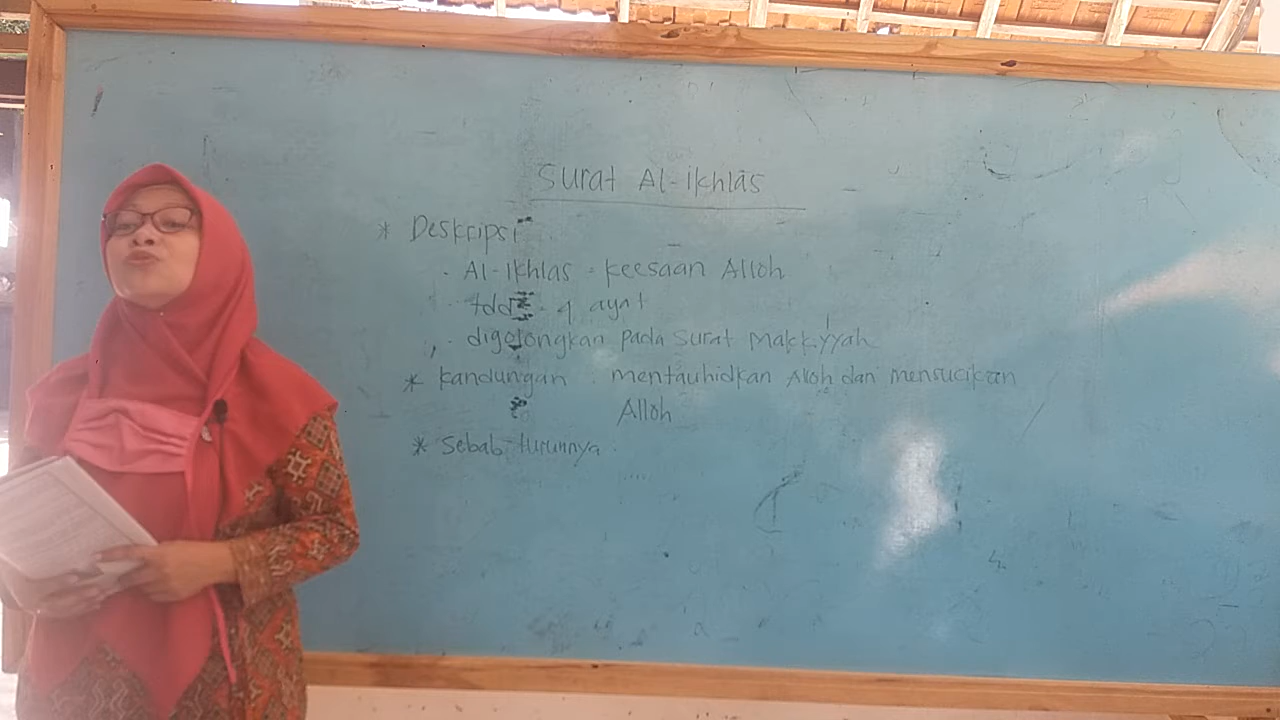 Surat Al-Ikhlas
* Deskripsi
- Al-Ikhlas = keesaan Alloh
- tdd - 4 ayat
- digolongkan pada surat Makkiyyah
* Kandungan : mentauhidkan Alloh dan mensucikan
Alloh
* Sebab turunnya :